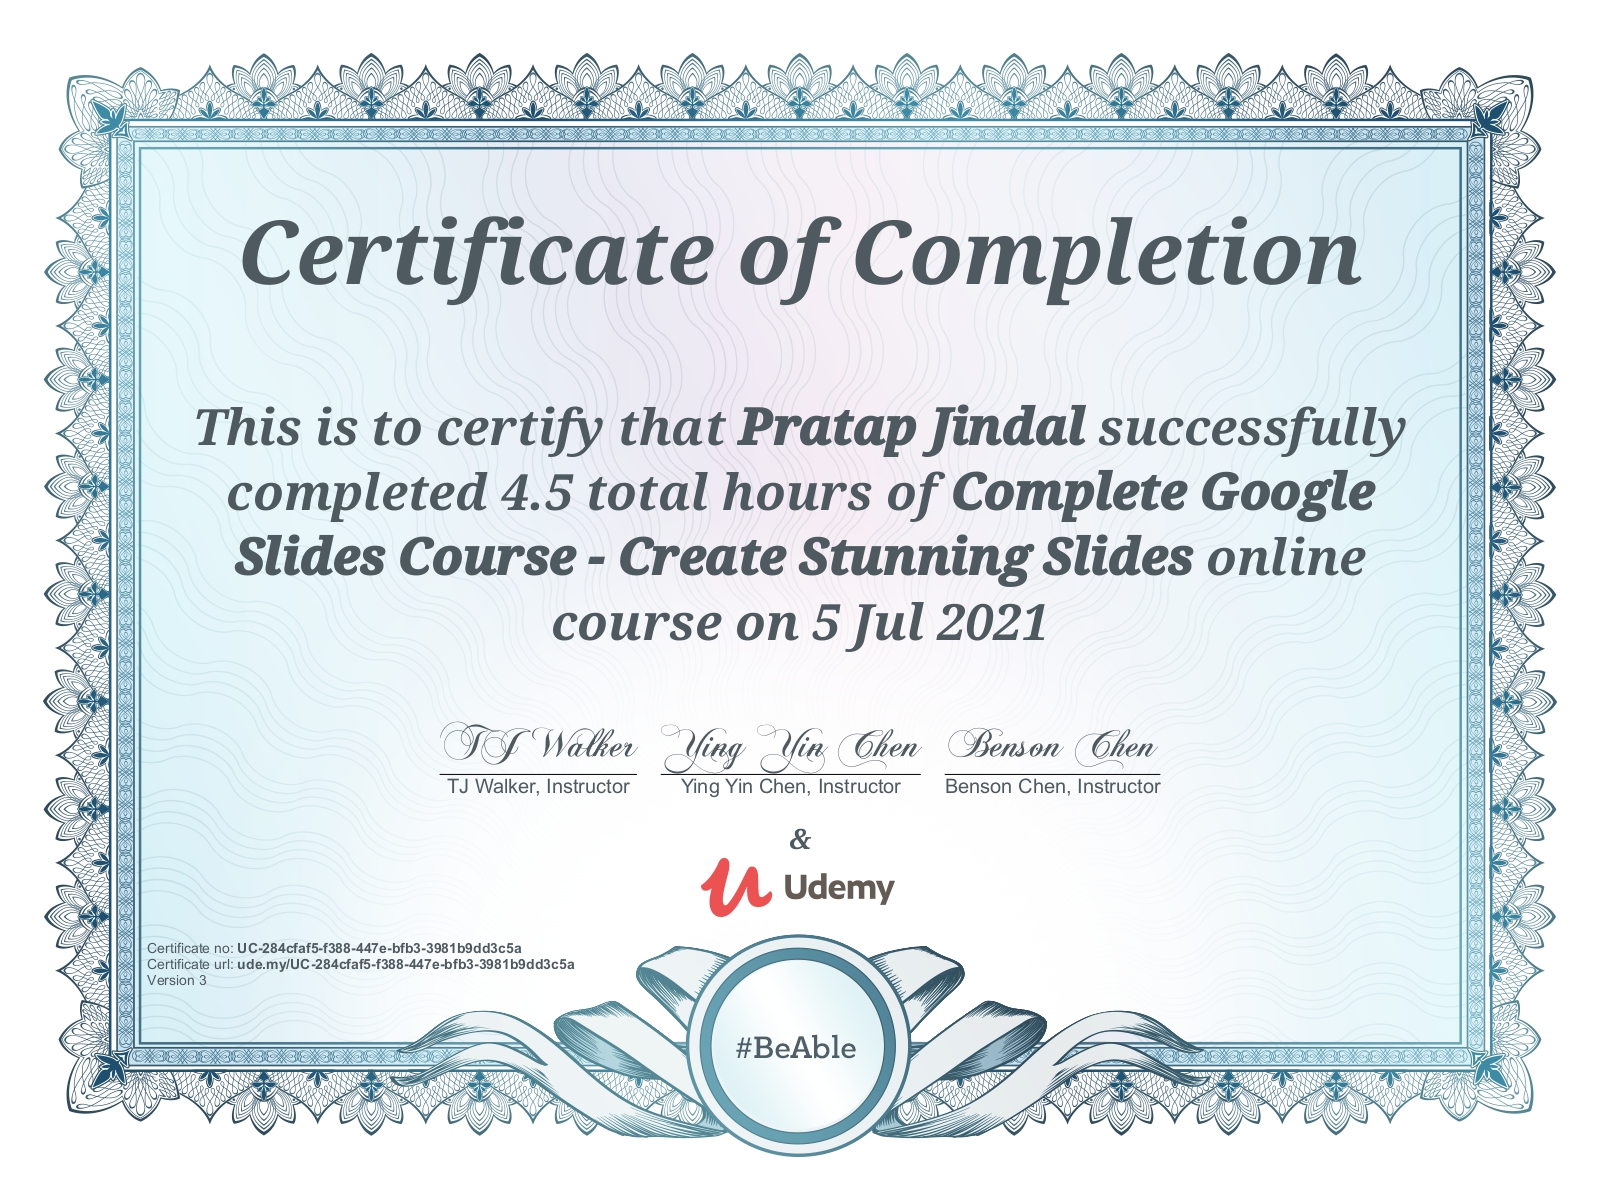 Certificate of Completion
This is to certify that Pratap Jindal successfully
completed 4.5 total hours of Complete Google
Slides Course - Create Stunning Slides online
course on 5 Jul 2021
TJ Walker Ying Yin Chen Benson Chen
TJ Walker, Instructor Ying Yin Chen, Instructor Benson Chen, Instructor
&
Udemy
Certificate no: UC-284cfaf5-f388-447e-bfb3-3981b9dd3c5a
Certificate url: ude.my/UC-284cfaf5-f388-447e-bfb3-3981b9dd3c5a
Version 3
#BeAble